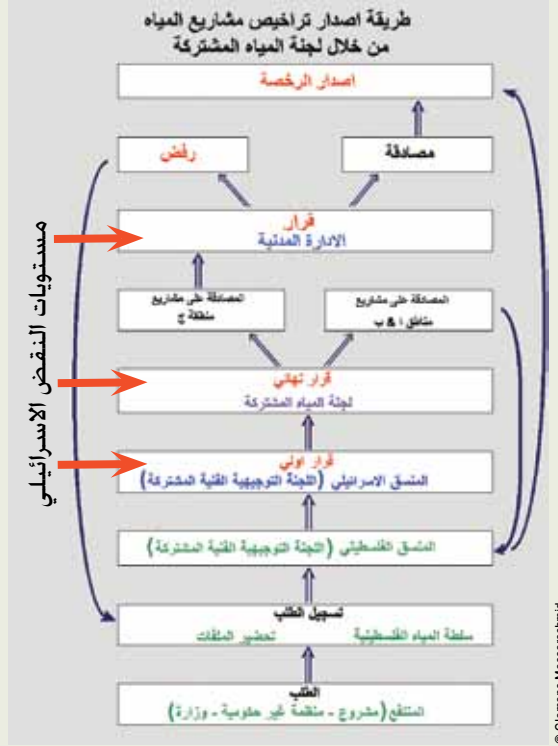 طريقة اصدار تراخيص مشاريع المياه
من خلال لجنة المياه المشتركة
اصدار الرخصة
مصادقة
رفض
قرار
الادارة المدنية
المصادقة على مشاريع
مناطق ا & ب
المصادقة على مشاريع
منطقة ج
قرار نهائي
لجنة المياه المشتركة
قرار اولي
المنسق الاسرائيلي (اللجنة التوجيهية الفنية المشتركة)
المنسق الفلسطيني (اللجنة التوجيهية الفنية المشتركة)
تسجيل الطلب
سلطة المياه الفلسطينية تحضير الملفات
الطلب
المنتفع (مشروع - منظمة غير حكومية - وزارة)
مستويات النقض الاسرائيلي